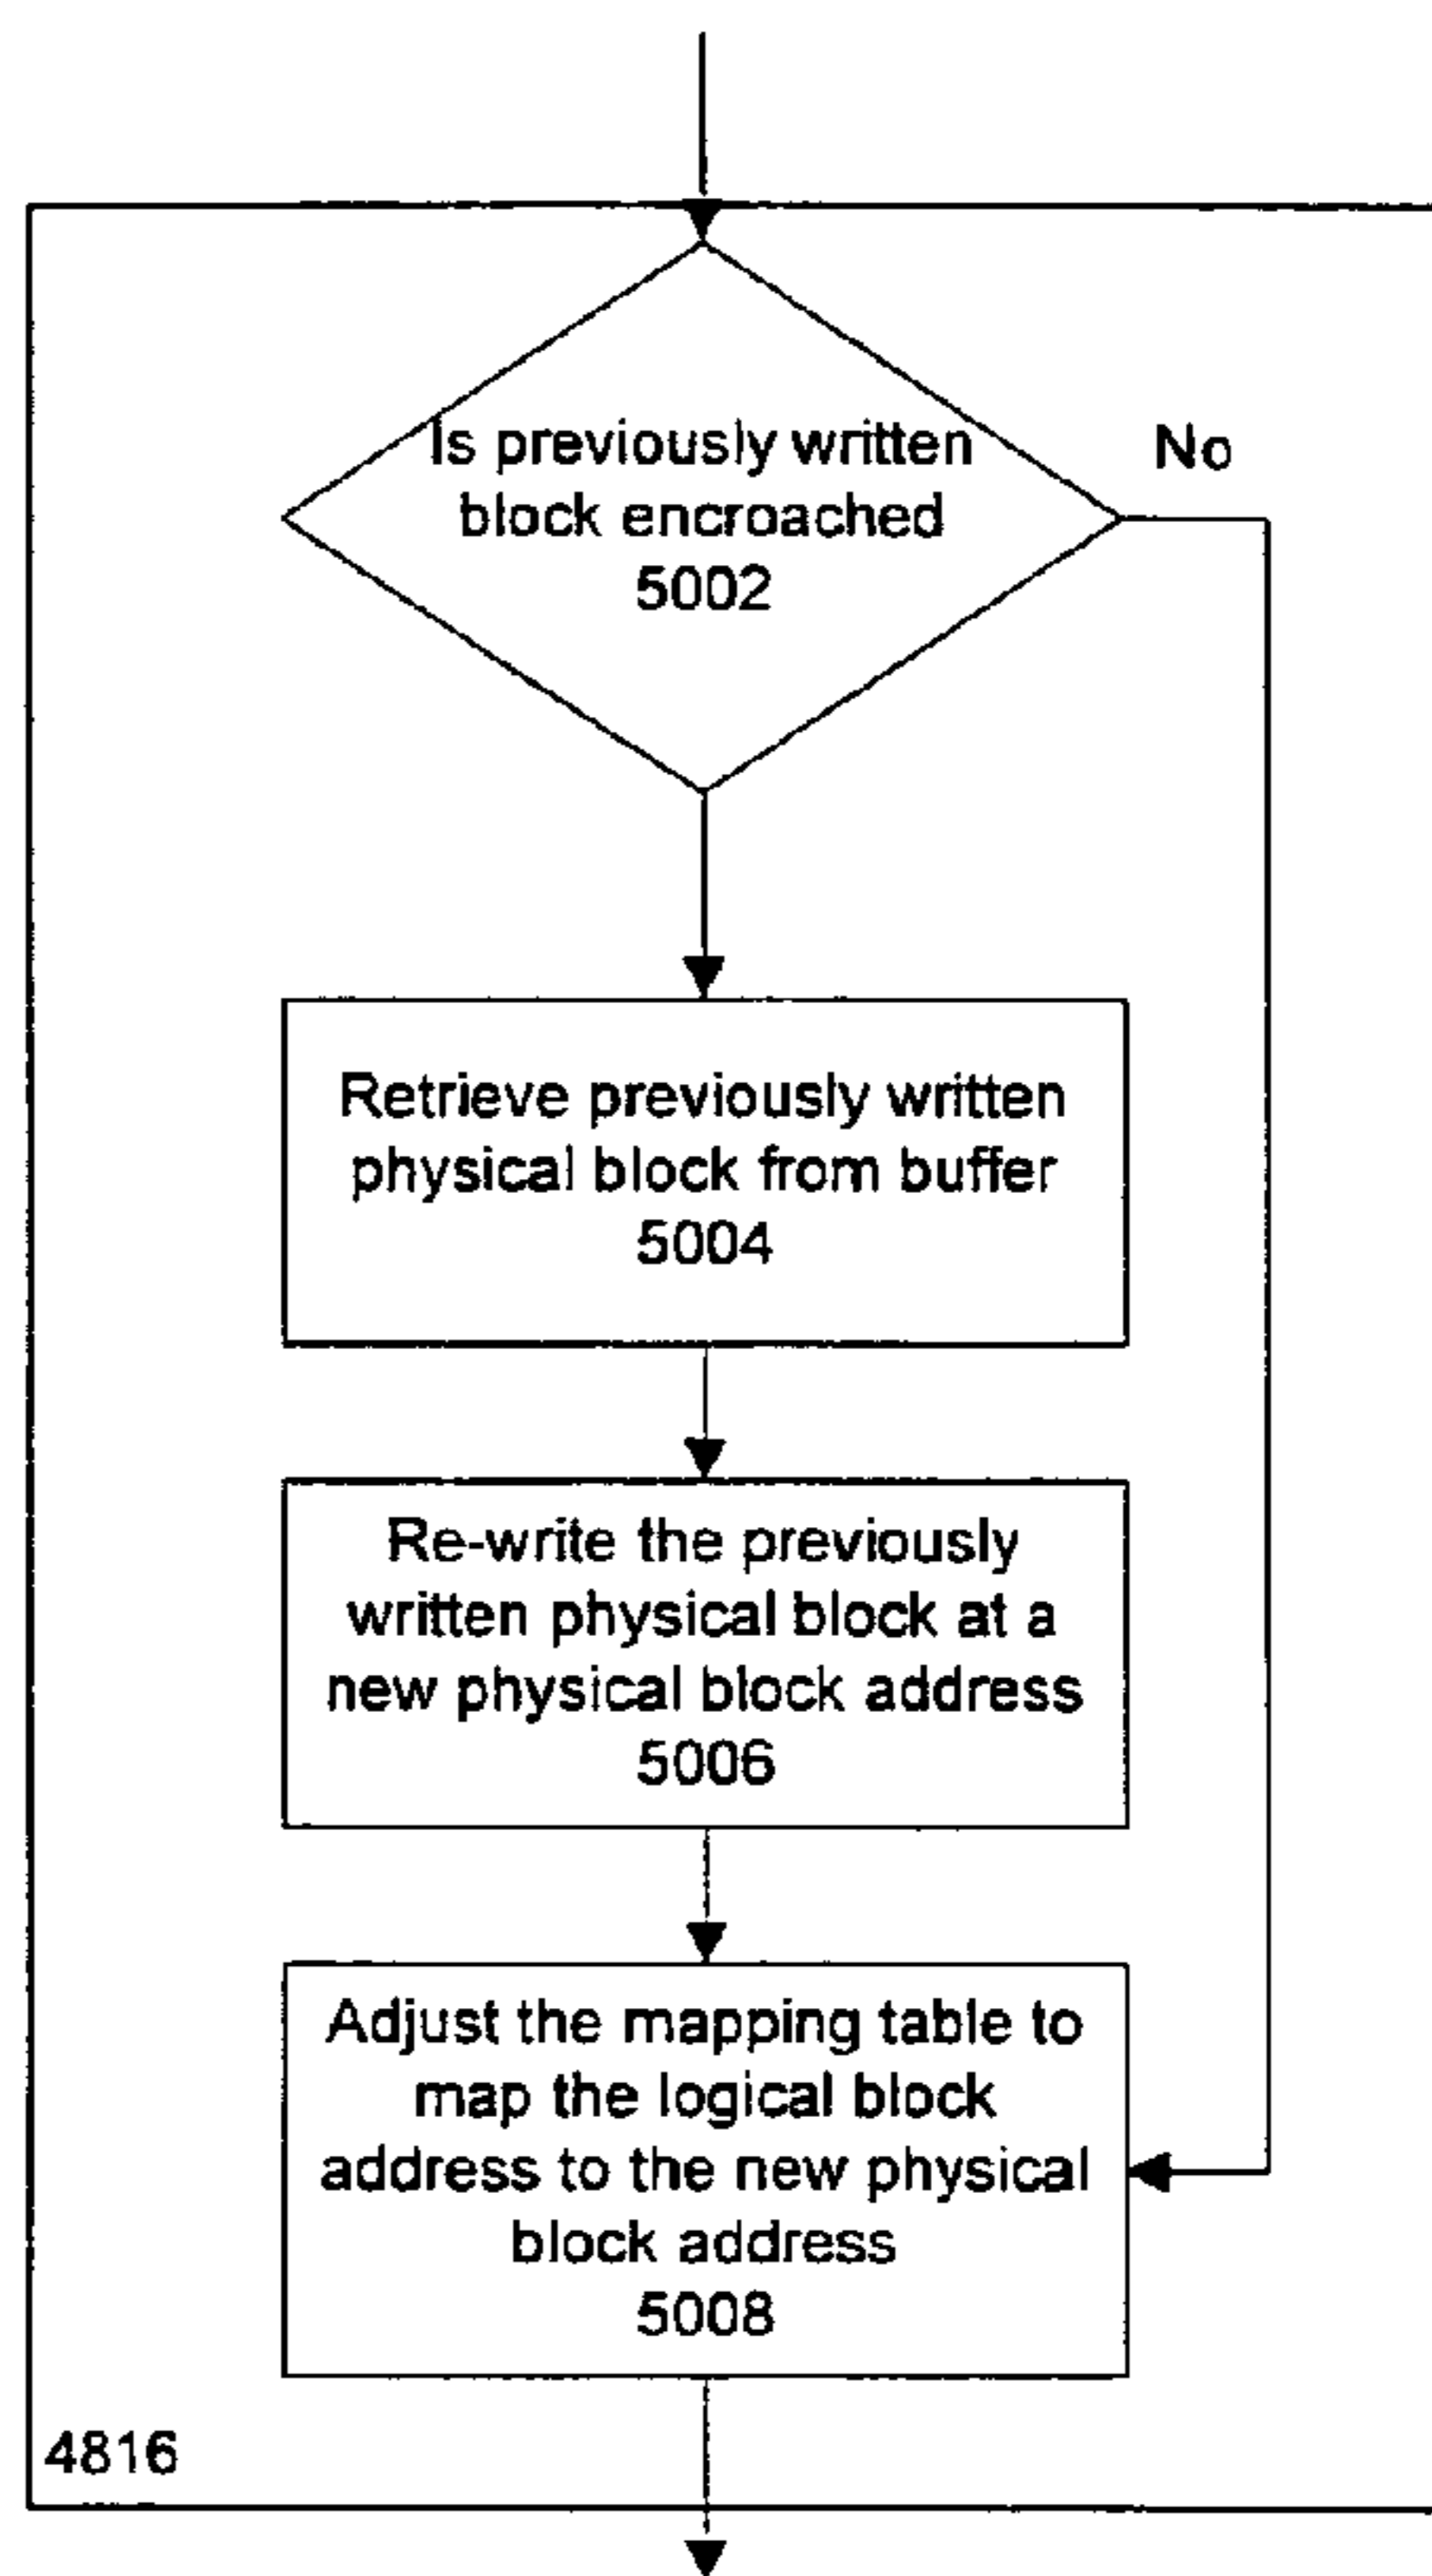 Is previously written
block encroached
5002
No
Retrieve previously written
physical block from buffer
5004
Re-write the previously
written physical block at a
new physical block address
5006
Adjust the mapping table to
map the logical block
address to the new physical
block address
5008
4816